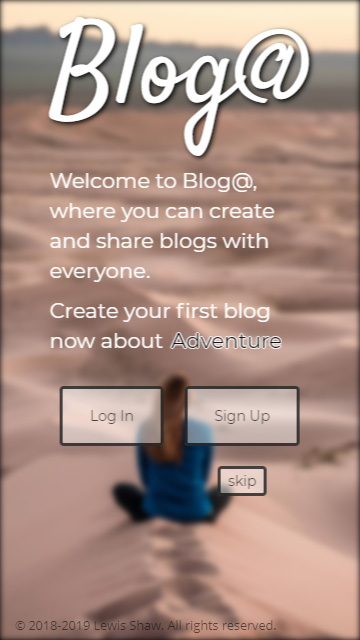 Blog@
Welcome to Blog@,
where you can create
and share blogs with
everyone.
Create your first blog
now about Adventure
Log In
Sign Up
skip
© 2018-2019 Lewis Shaw. All rights reserved.